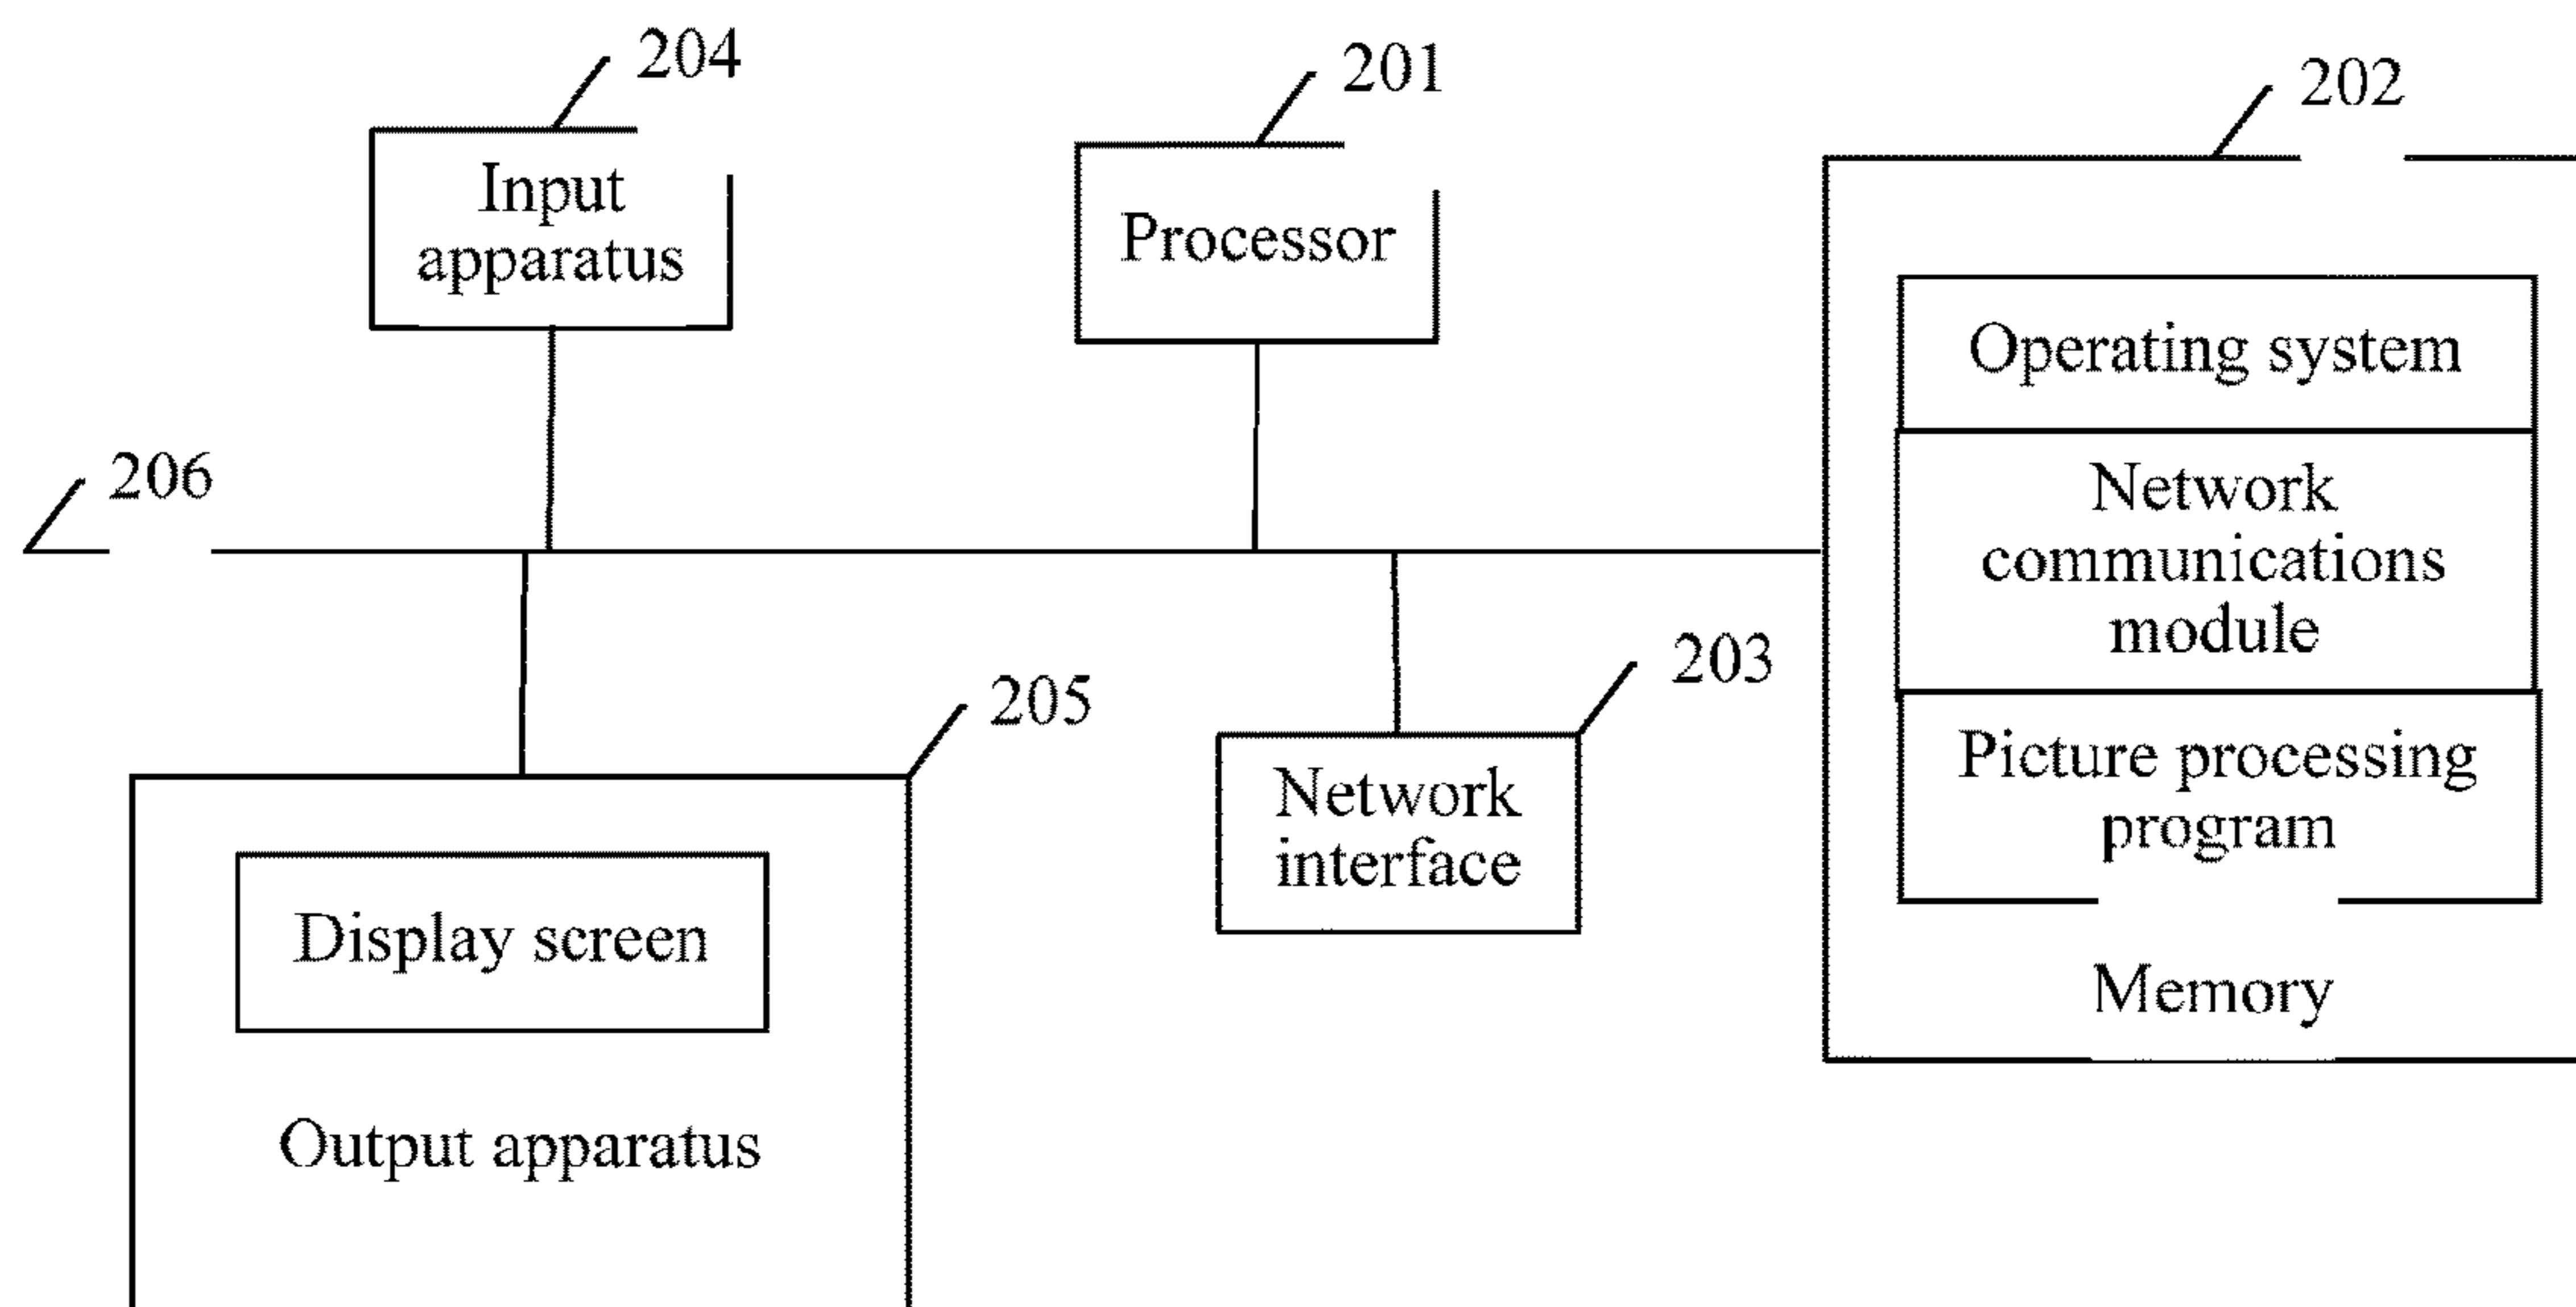 204
201
202
Input
apparatus
Processor
Operating system
206
Network
communications
module
205
203
Network
interface
Picture processing
program
Display screen
Memory
Output apparatus